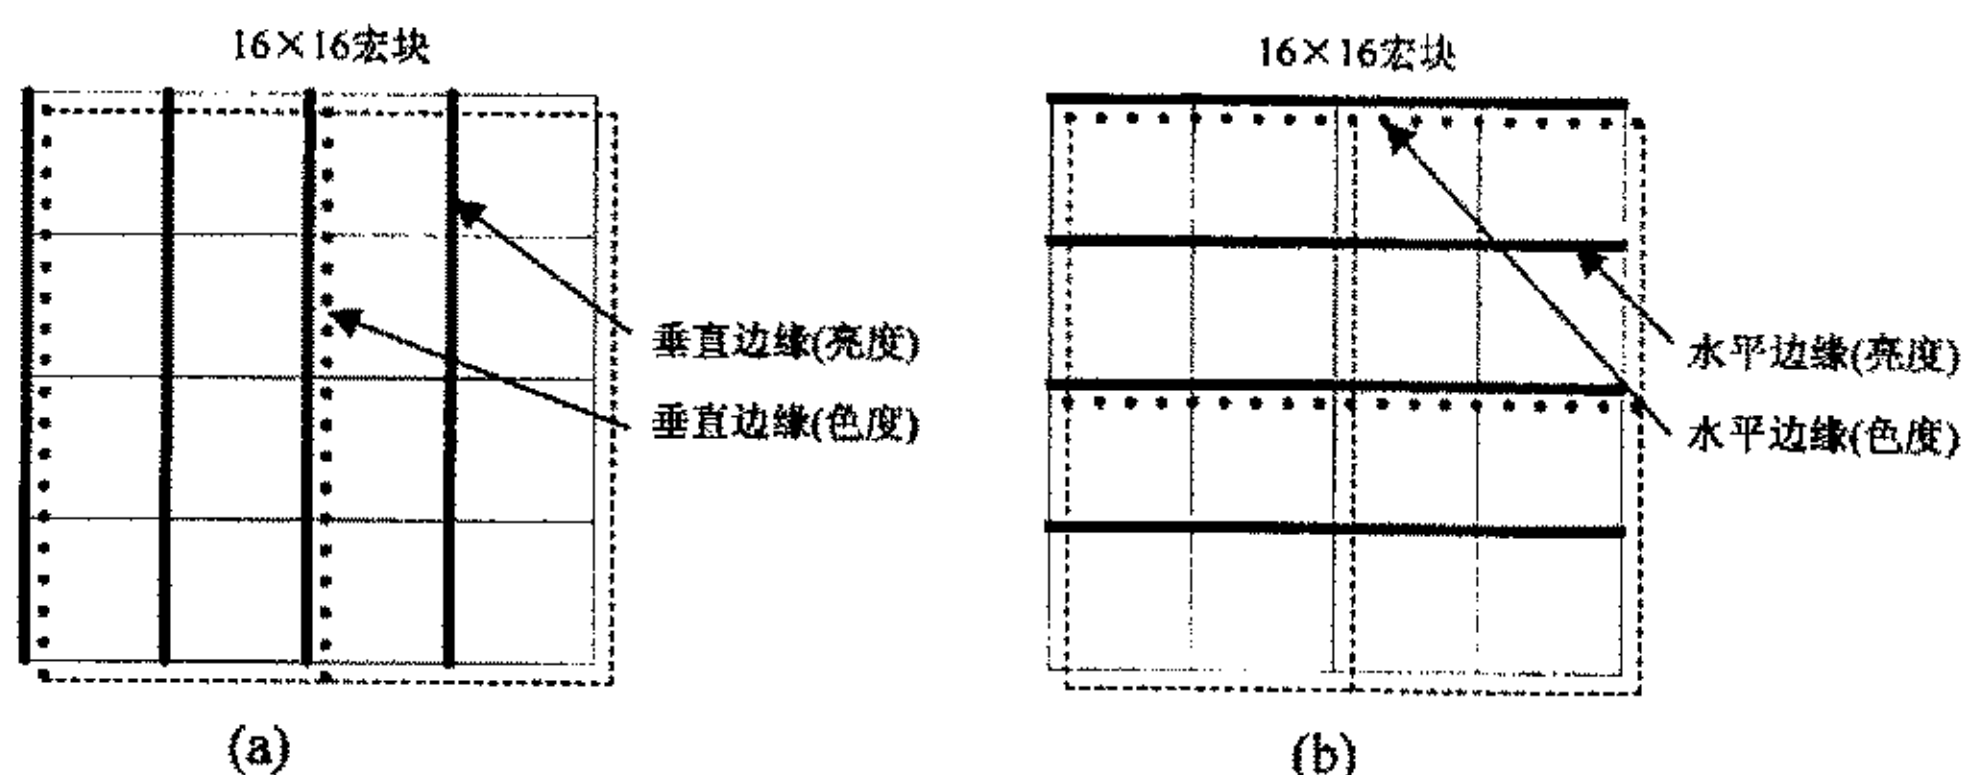 16×16宏块
垂直边缘(亮度)
垂直边缘(色度)
(a)
16×16宏块
水平边缘(亮度)
水平边缘(色度)
(b)